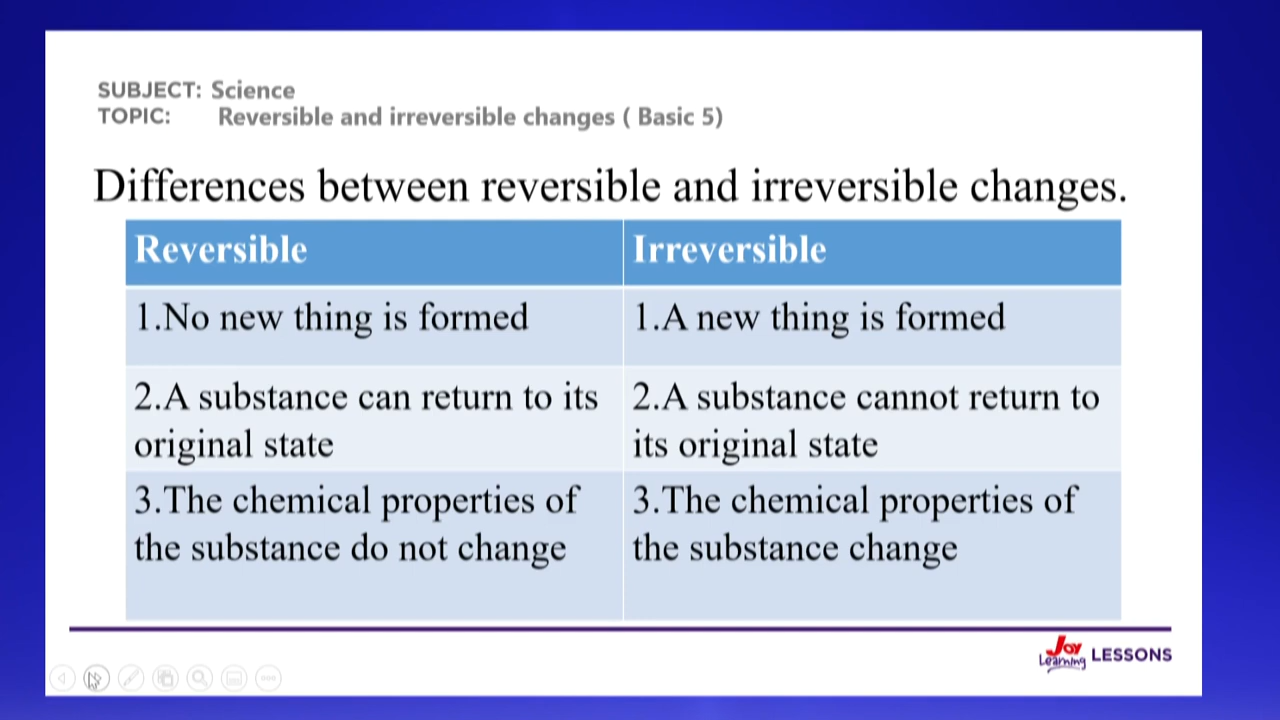 SUBJECT: Science
TOPIC: Reversible and irreversible changes ( Basic 5)
Differences between reversible and irreversible changes.
Reversible
Irreversible
1.No new thing is formed
1.A new thing is formed
2.A substance can return to its
original state
2.A substance cannot return to
its original state
3.The chemical properties of
the substance do not change
3.The chemical properties of
the substance change
Joy
Learning LESSONS